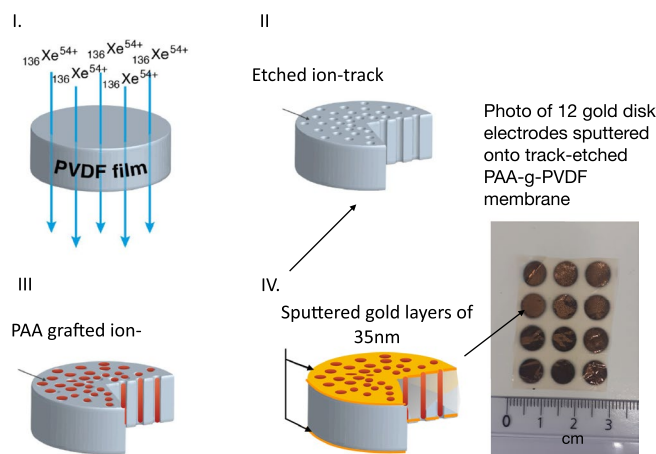 I.
₁₃₆Xe⁵⁴⁺
₁₃₆Xe⁵⁴⁺
₁₃₆Xe⁵⁴⁺
₁₃₆Xe⁵⁴⁺
₁₃₆Xe⁵⁴⁺
PVDF film
II
Etched ion-track
III
PAA grafted ion-
IV.
Sputtered gold layers of
35nm
Photo of 12 gold disk
electrodes sputtered
onto track-etched
PAA-g-PVDF
membrane
0 1 2 3
cm